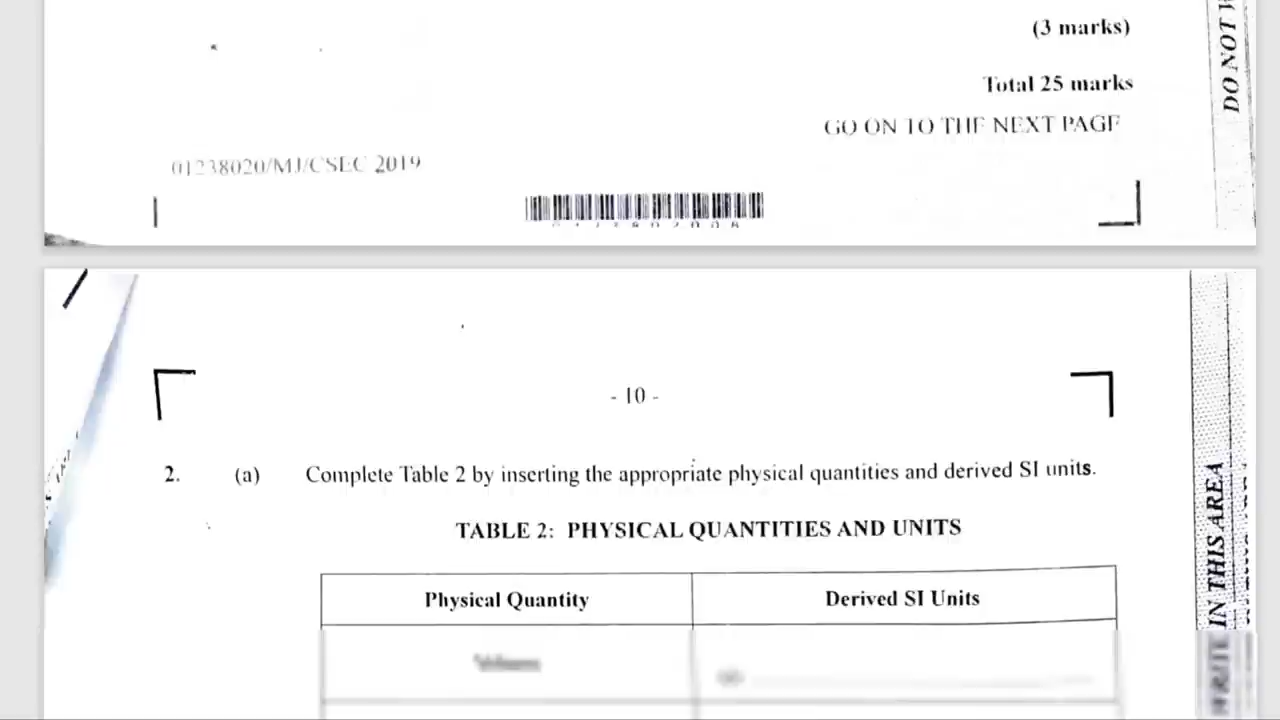 (3 marks)
Total 25 marks
GO ON TO THE NEXT PAGE
01238020/MJ/CSEC 2019
DO NOT
- 10 -
2. (a) Complete Table 2 by inserting the appropriate physical quantities and derived SI units.
TABLE 2: PHYSICAL QUANTITIES AND UNITS
Physical Quantity Derived SI Units
IN THIS AREA